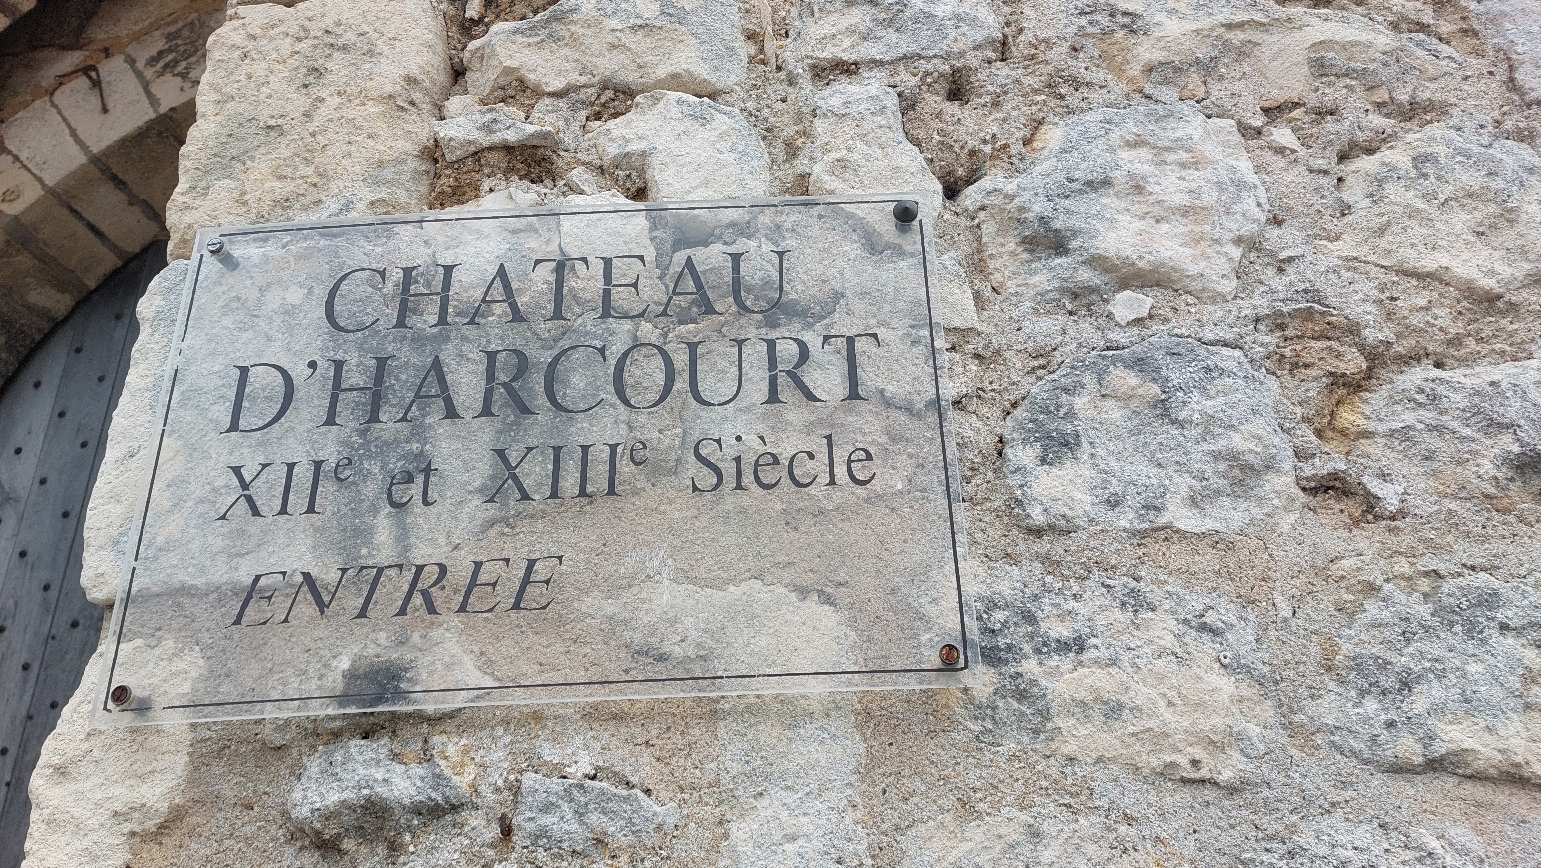 CHATEAU
D'HARCOURT
XIIe et XIIIe Siècle
ENTREE